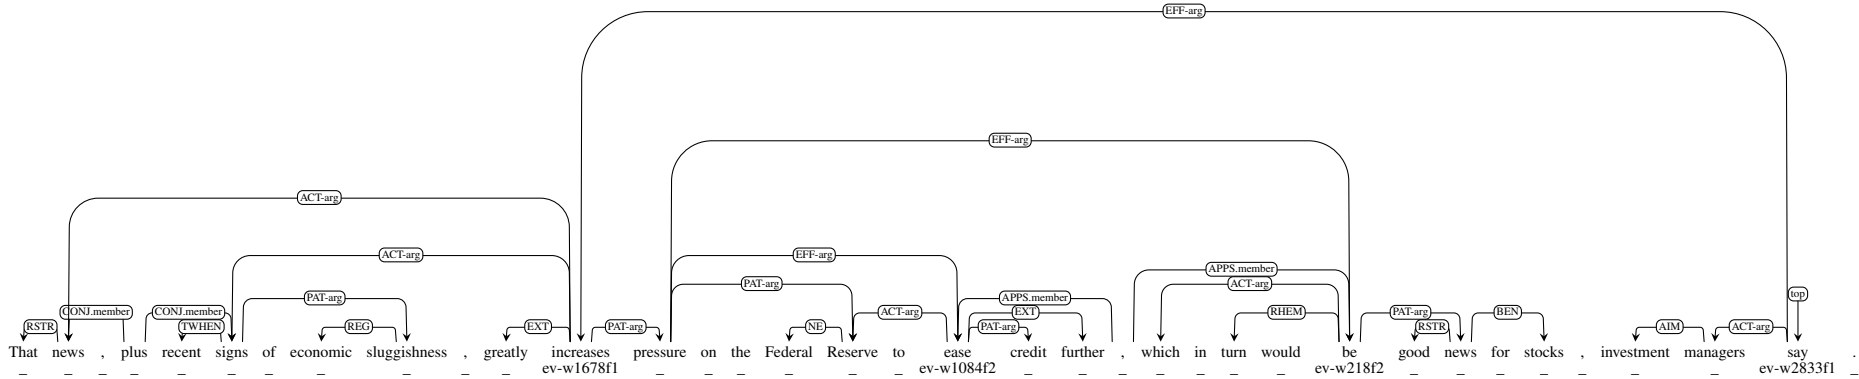 EFF-arg
EFF-arg
ACT-arg
ACT-arg EFF-arg
APPS.member
PAT-arg ACT-arg
PAT-arg APPS.member top
CONJ.member CONJ.member ACT-arg EXT RHEM PAT-arg BEN
RSTR TWHEN REG EXT PAT-arg NE PAT-arg RSTR AIM ACT-arg
That news , plus recent signs of economic sluggishness , greatly increases pressure on the Federal Reserve to ease credit further , which in turn would be good news for stocks , investment managers say .
_ _ _ _ _ _ _ _ _ _ _ ev-w1678f1 _ _ _ _ _ _ ev-w1084f2 _ _ _ _ _ _ _ ev-w218f2 _ _ _ _ _ _ _ ev-w2833f1 _